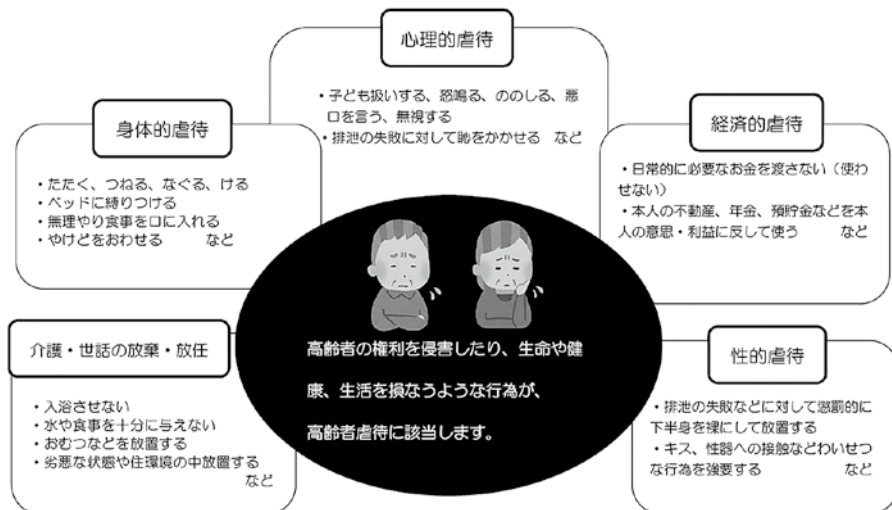 心理的虐待
・子ども扱いする、怒鳴る、ののしる、悪
口を言う、無視する
・排泄の失敗に対して恥をかかせる など
身体的虐待
・たたく、つねる、なぐる、ける
・ベッドに縛りつける
・無理やり食事を口に入れる
・やけどをおわせる など
経済的虐待
・日常的に必要なお金を渡さない（使わ
せない）
・本人の不動産、年金、預貯金などを本
人の意思・利益に反して使う など
高齢者の権利を侵害したり、生命や健
康、生活を損なうような行為が、
高齢者虐待に該当します。
介護・世話の放棄・放任
・入浴させない
・水や食事を十分に与えない
・おむつなどを放置する
・劣悪な状態や住環境の中放置する
など
性的虐待
・排泄の失敗などに対して懲罰的に
下半身を裸にして放置する
・キス、性器への接触などわいせつ
な行為を強要する など